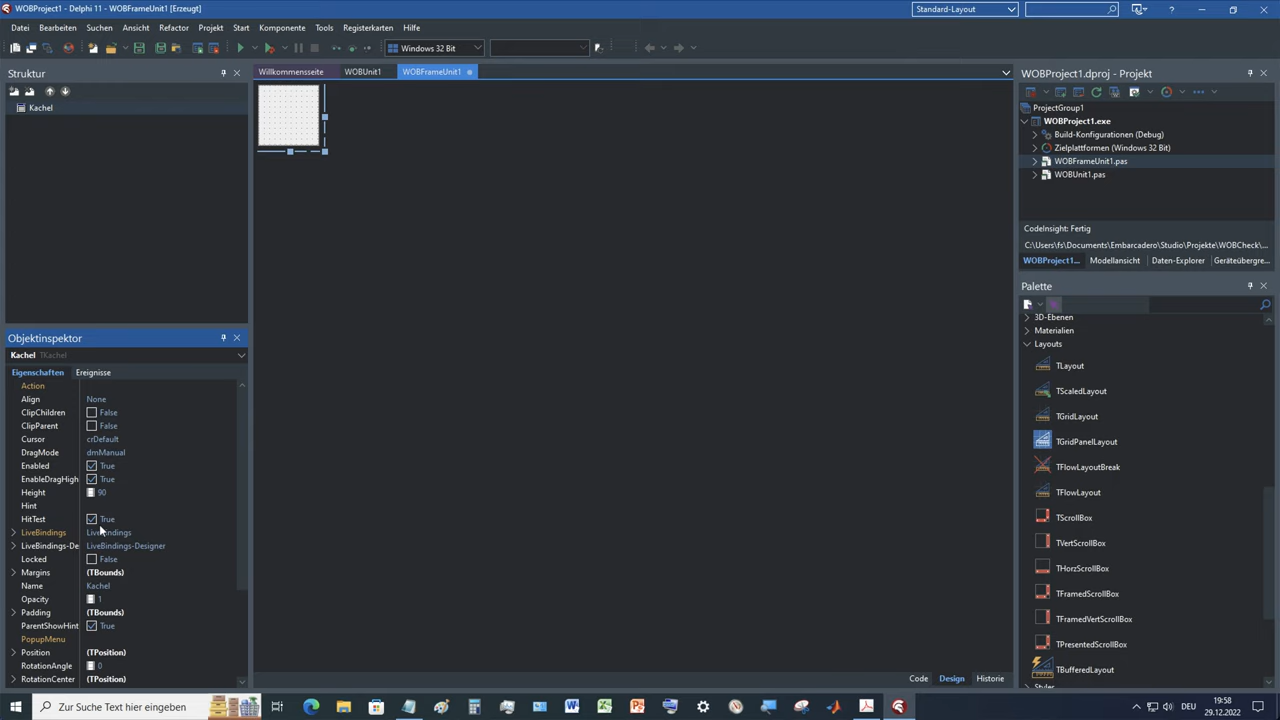 WOBProject1 - Delphi 11 - WOBFrameUnit1 [Erzeugt]
Standard-Layout
Datei Bearbeiten Suchen Ansicht Refactor Projekt Start Komponente Tools Registerkarten Hilfe
Windows 32 Bit
Struktur
Kachel
Willkommensseite WOBUnit1 WOBFrameUnit1
WOBProject1.dproj - Projekt
ProjectGroup1
WOBProject1.exe
Build-Konfigurationen (Debug)
Zielplattformen (Windows 32 Bit)
WOBFrameUnit1.pas
WOBUnit1.pas
CodeInsight: Fertig
C:\Users\fs\Documents\Embarcadero\Studio\Projekte\WOBCheck\...
WOBProject1... Modellansicht Daten-Explorer Geräteübergre...
Objektinspektor
Kachel TKachel
Eigenschaften Ereignisse
Action
Align None
ClipChildren False
ClipParent False
Cursor crDefault
DragMode dmManual
Enabled True
EnableDragHigh True
Height 90
Hint
HitTest True
LiveBindings LiveBindings
LiveBindings-De LiveBindings-Designer
Locked False
Margins (TBounds)
Name Kachel
Opacity 1
Padding (TBounds)
ParentShowHint True
PopupMenu
Position (TPosition)
RotationAngle 0
RotationCenter (TPosition)
Palette
3D-Ebenen
Materialien
Layouts
TLayout
TScaledLayout
TGridLayout
TGridPanelLayout
TFlowLayoutBreak
TFlowLayout
TScrollBox
TVertScrollBox
THorzScrollBox
TFramedScrollBox
TFramedVertScrollBox
TPresentedScrollBox
TBufferedLayout
Styles
Code Design Historie
Zur Suche Text hier eingeben
DEU
19:58
29.12.2022